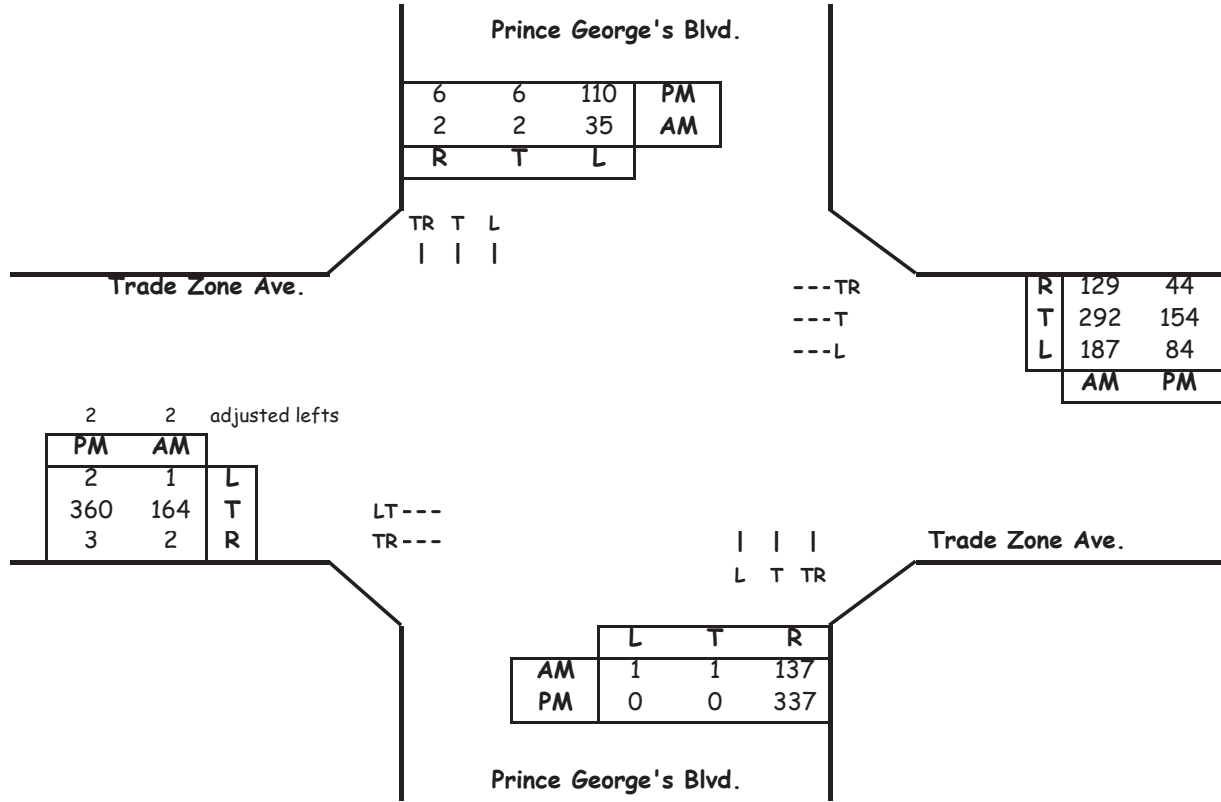 Prince George's Blvd.
6 6 110 PM
2 2 35 AM
R T L
TR T L
Trade Zone Ave.
---TR
---T
---L
R 129 44
T 292 154
L 187 84
AM PM
2 2 adjusted lefts
PM AM
2 1 L
360 164 T
3 2 R
LT---
TR---
Trade Zone Ave.
L T TR
L T R
AM 1 1 137
PM 0 0 337
Prince George's Blvd.